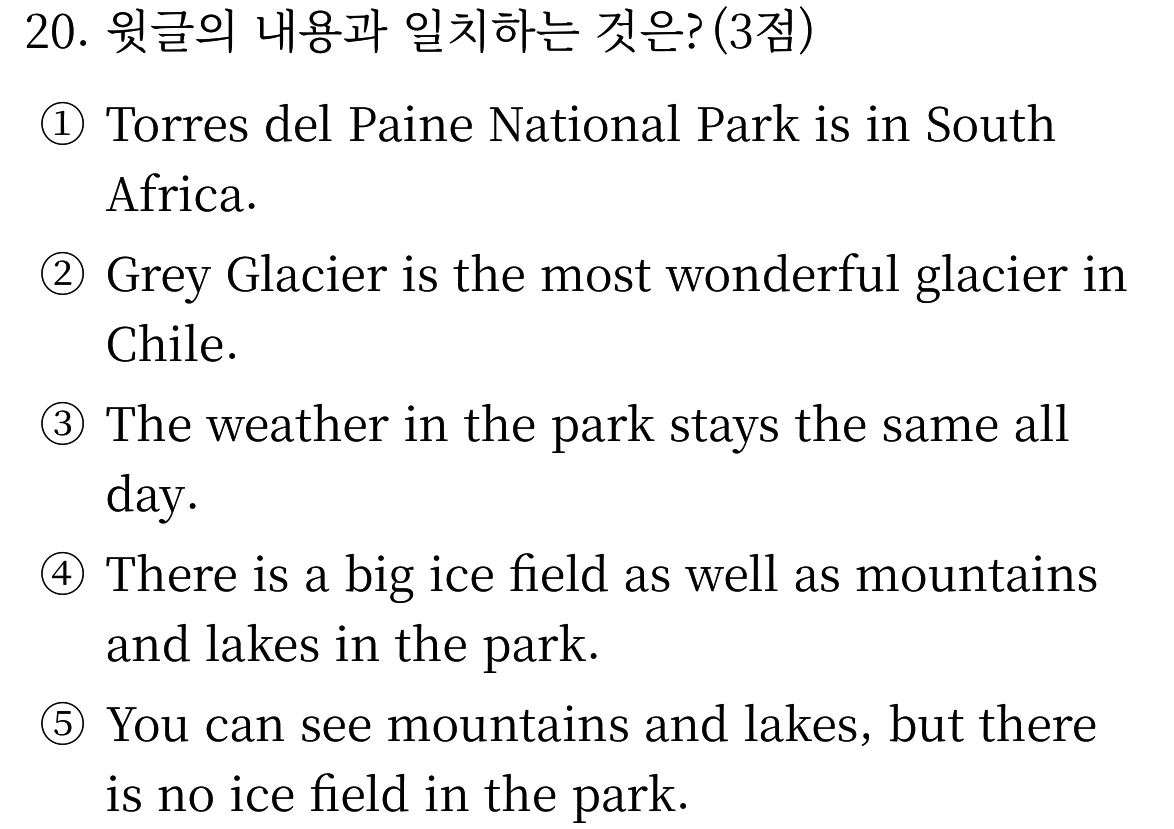 20. 윗글의 내용과 일치하는 것은?(3점)
① Torres del Paine National Park is in South
Africa.
② Grey Glacier is the most wonderful glacier in
Chile.
③ The weather in the park stays the same all
day.
④ There is a big ice field as well as mountains
and lakes in the park.
⑤ You can see mountains and lakes, but there
is no ice field in the park.